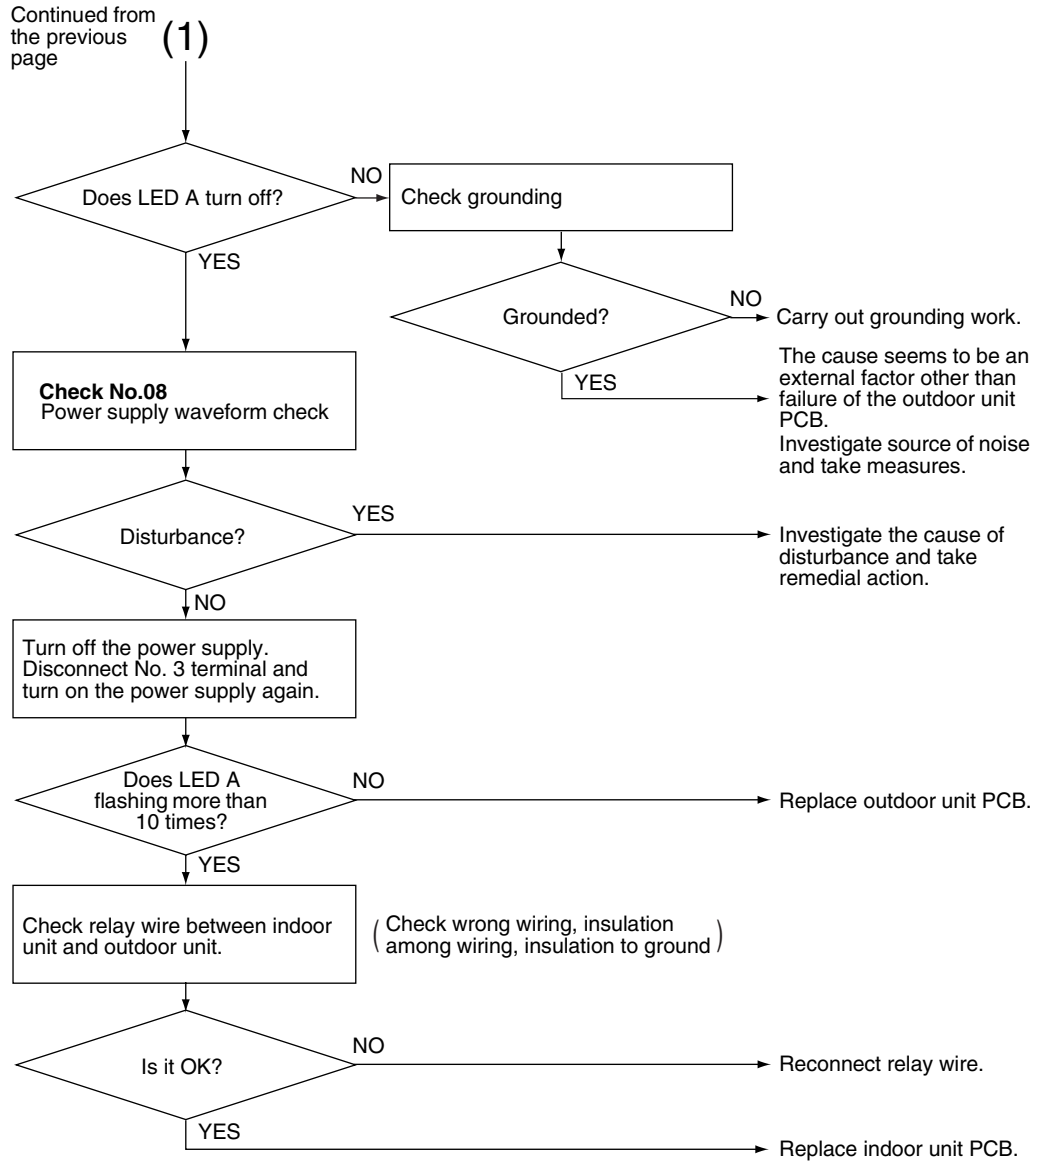 Continued from
the previous
page
(1)
Does LED A turn off?
NO
Check grounding
YES
Grounded?
NO
Carry out grounding work.
YES
The cause seems to be an
external factor other than
failure of the outdoor unit
PCB.
Investigate source of noise
and take measures.
Check No.08
Power supply waveform check
Disturbance?
YES
Investigate the cause of
disturbance and take
remedial action.
NO
Turn off the power supply.
Disconnect No. 3 terminal and
turn on the power supply again.
Does LED A
flashing more than
10 times?
NO
Replace outdoor unit PCB.
YES
Check relay wire between indoor
unit and outdoor unit.
(Check wrong wiring, insulation
among wiring, insulation to ground)
Is it OK?
NO
Reconnect relay wire.
YES
Replace indoor unit PCB.